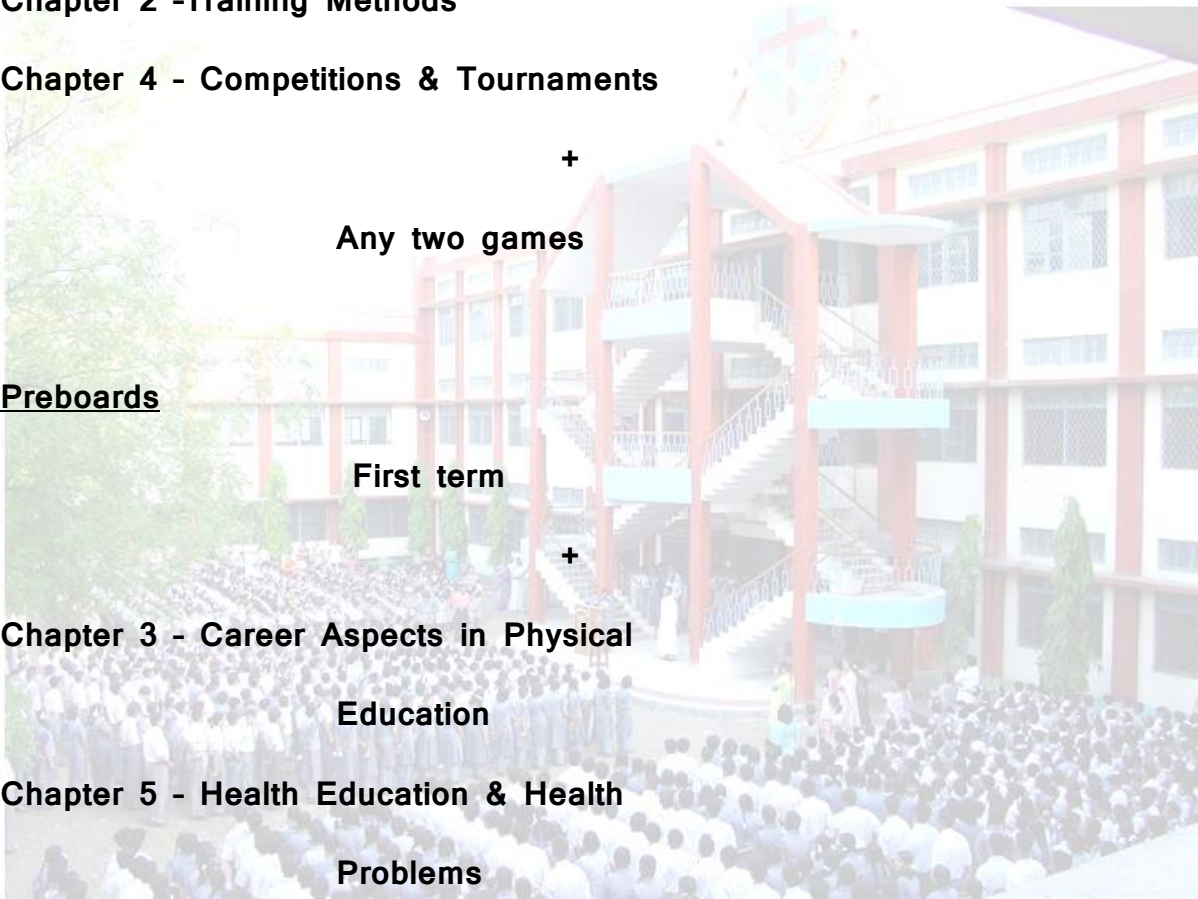 Chapter 2 -Training Methods
Chapter 4 - Competitions & Tournaments
+
Any two games
Preboards
First term
+
Chapter 3 - Career Aspects in Physical
Education
Chapter 5 - Health Education & Health
Problems